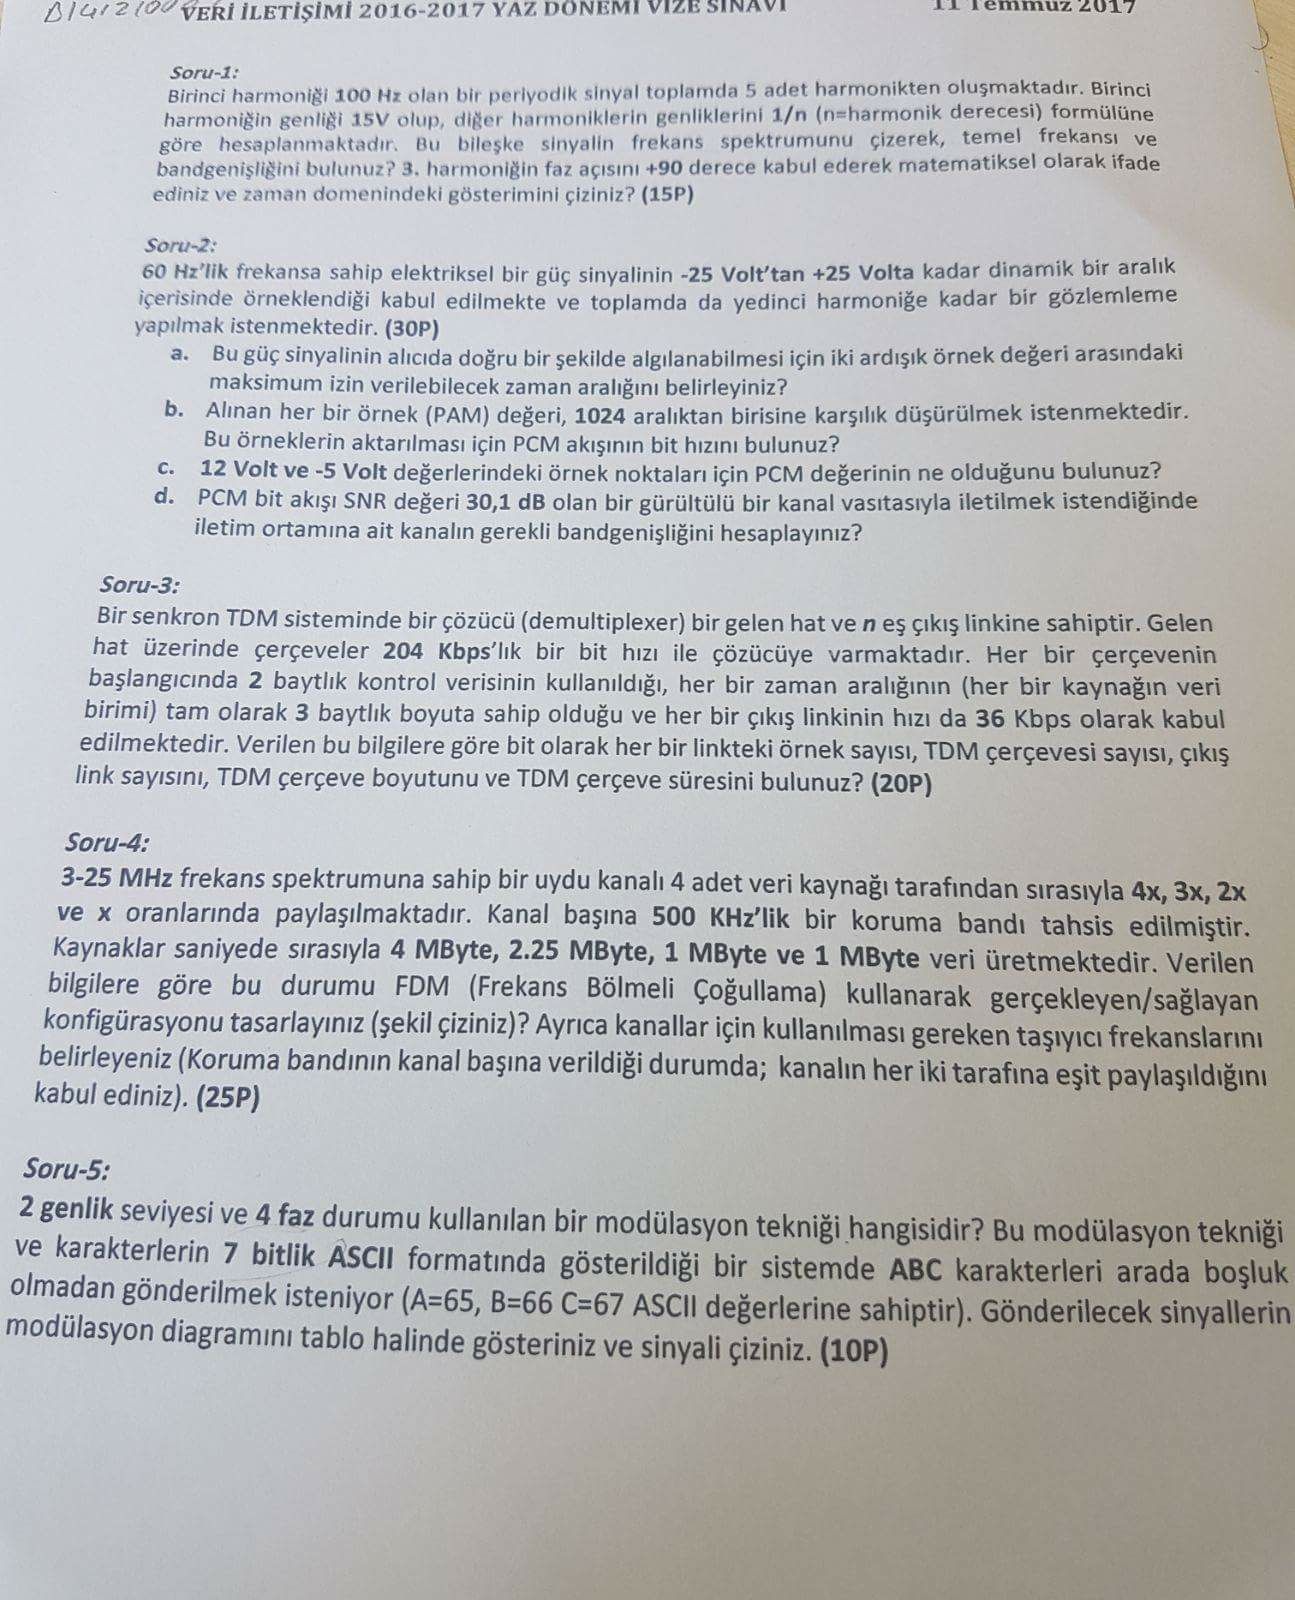 VERİ İLETİŞİMİ 2016-2017 YAZ DÖNEMİ VİZE SINAVI 11 Temmuz 2017
Soru-1:
Birinci harmoniği 100 Hz olan bir periyodik sinyal toplamda 5 adet harmonikten oluşmaktadır. Birinci
harmoniğin genliği 15V olup, diğer harmoniklerin genliklerini 1/n (n=harmonik derecesi) formülüne
göre hesaplanmaktadır. Bu bileşke sinyalin frekans spektrumunu çizerek, temel frekansı ve
bandgenişliğini bulunuz? 3. harmoniğin faz açısını +90 derece kabul ederek matematiksel olarak ifade
ediniz ve zaman domenindeki gösterimini çiziniz? (15P)
Soru-2:
60 Hz'lik frekansa sahip elektriksel bir güç sinyalinin -25 Volt'tan +25 Volta kadar dinamik bir aralık
içerisinde örneklendiği kabul edilmekte ve toplamda da yedinci harmoniğe kadar bir gözlemleme
yapılmak istenmektedir. (30P)
a. Bu güç sinyalinin alıcıda doğru bir şekilde algılanabilmesi için iki ardışık örnek değeri arasındaki
maksimum izin verilebilecek zaman aralığını belirleyiniz?
b. Alınan her bir örnek (PAM) değeri, 1024 aralıktan birisine karşılık düşürülmek istenmektedir.
Bu örneklerin aktarılması için PCM akışının bit hızını bulunuz?
c. 12 Volt ve -5 Volt değerlerindeki örnek noktaları için PCM değerinin ne olduğunu bulunuz?
d. PCM bit akışı SNR değeri 30,1 dB olan bir gürültülü bir kanal vasıtasıyla iletilmek istendiğinde
iletim ortamına ait kanalın gerekli bandgenişliğini hesaplayınız?
Soru-3:
Bir senkron TDM sisteminde bir çözücü (demultiplexer) bir gelen hat ve n eş çıkış linkine sahiptir. Gelen
hat üzerinde çerçeveler 204 Kbps'lık bir bit hızı ile çözücüye varmaktadır. Her bir çerçevenin
başlangıcında 2 baytlık kontrol verisinin kullanıldığı, her bir zaman aralığının (her bir kaynağın veri
birimi) tam olarak 3 baytlık boyuta sahip olduğu ve her bir çıkış linkinin hızı da 36 Kbps olarak kabul
edilmektedir. Verilen bu bilgilere göre bit olarak her bir linkteki örnek sayısı, TDM çerçevesi sayısı, çıkış
link sayısını, TDM çerçeve boyutunu ve TDM çerçeve süresini bulunuz? (20P)
Soru-4:
3-25 MHz frekans spektrumuna sahip bir uydu kanalı 4 adet veri kaynağı tarafından sırasıyla 4x, 3x, 2x
ve x oranlarında paylaşılmaktadır. Kanal başına 500 KHz'lik bir koruma bandı tahsis edilmiştir.
Kaynaklar saniyede sırasıyla 4 MByte, 2.25 MByte, 1 MByte ve 1 MByte veri üretmektedir. Verilen
bilgilere göre bu durumu FDM (Frekans Bölmeli Çoğullama) kullanarak gerçekleyen/sağlayan
konfigürasyonu tasarlayınız (şekil çiziniz)? Ayrıca kanallar için kullanılması gereken taşıyıcı frekanslarını
belirleyeniz (Koruma bandının kanal başına verildiği durumda; kanalın her iki tarafına eşit paylaşıldığını
kabul ediniz). (25P)
Soru-5:
2 genlik seviyesi ve 4 faz durumu kullanılan bir modülasyon tekniği hangisidir? Bu modülasyon tekniği
ve karakterlerin 7 bitlik ASCII formatında gösterildiği bir sistemde ABC karakterleri arada boşluk
olmadan gönderilmek isteniyor (A=65, B=66 C=67 ASCII değerlerine sahiptir). Gönderilecek sinyallerin
modülasyon diagramını tablo halinde gösteriniz ve sinyali çiziniz. (10P)